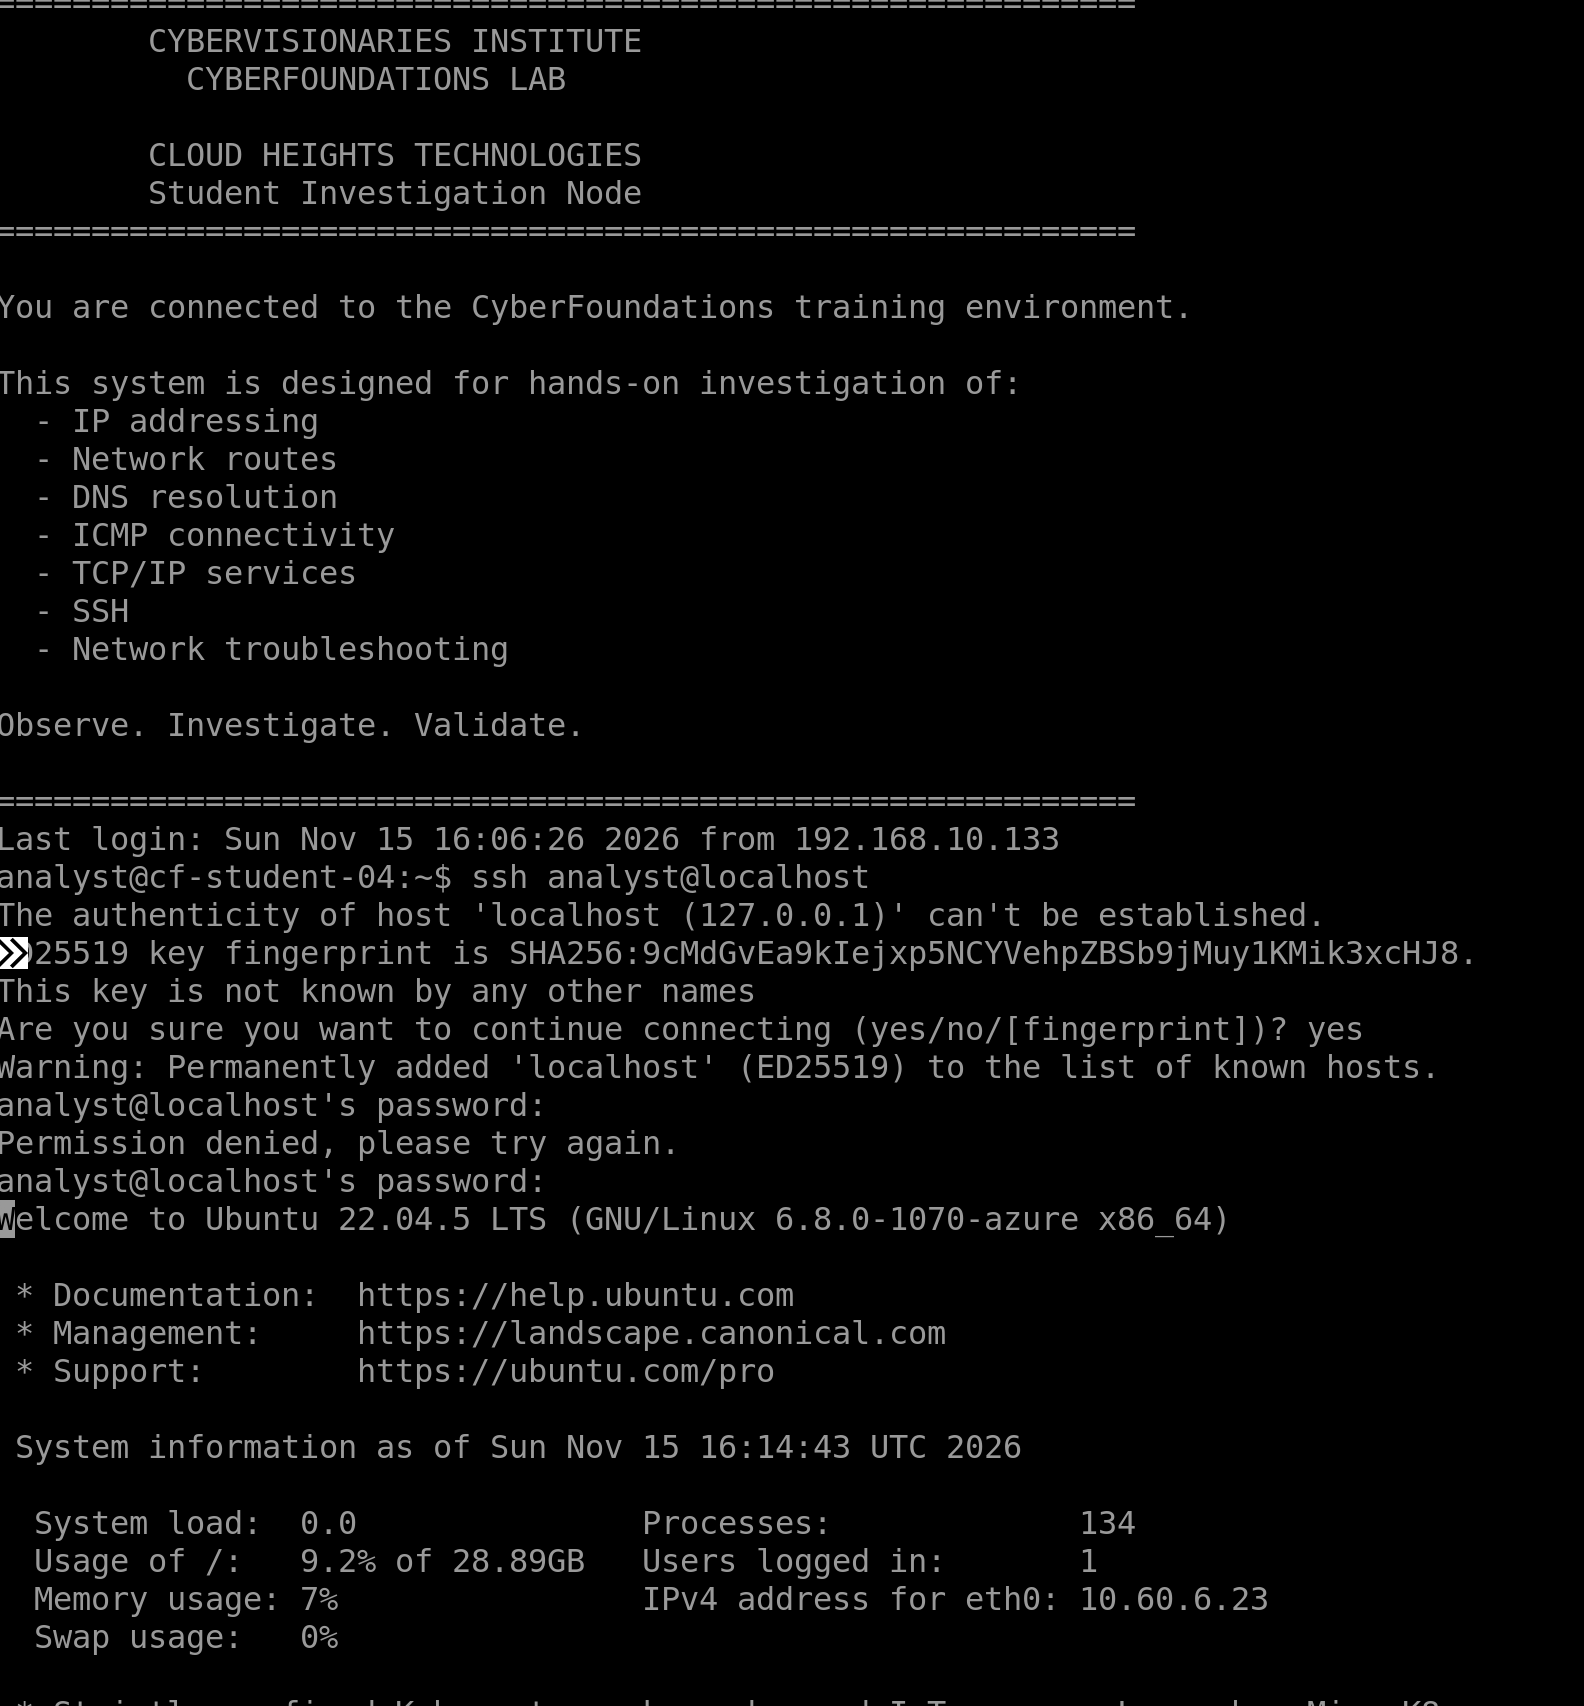 ============================================================
CYBERVISIONARIES INSTITUTE
CYBERFOUNDATIONS LAB
CLOUD HEIGHTS TECHNOLOGIES
Student Investigation Node
============================================================
You are connected to the CyberFoundations training environment.
This system is designed for hands-on investigation of:
- IP addressing
- Network routes
- DNS resolution
- ICMP connectivity
- TCP/IP services
- SSH
- Network troubleshooting
Observe. Investigate. Validate.
============================================================
Last login: Sun Nov 15 16:06:26 2026 from 192.168.10.133
analyst@cf-student-04:~$ ssh analyst@localhost
The authenticity of host 'localhost (127.0.0.1)' can't be established.
D25519 key fingerprint is SHA256:9cMdGvEa9kIejxp5NCYVehpZBSb9jMuy1KMik3xcHJ8.
This key is not known by any other names
Are you sure you want to continue connecting (yes/no/[fingerprint])? yes
Warning: Permanently added 'localhost' (ED25519) to the list of known hosts.
analyst@localhost's password:
Permission denied, please try again.
analyst@localhost's password:
Welcome to Ubuntu 22.04.5 LTS (GNU/Linux 6.8.0-1070-azure x86_64)
* Documentation:  https://help.ubuntu.com
* Management:     https://landscape.canonical.com
* Support:        https://ubuntu.com/pro
System information as of Sun Nov 15 16:14:43 UTC 2026
System load:  0.0               Processes:             134
Usage of /:   9.2% of 28.89GB   Users logged in:       1
Memory usage: 7%                IPv4 address for eth0: 10.60.6.23
Swap usage:   0%